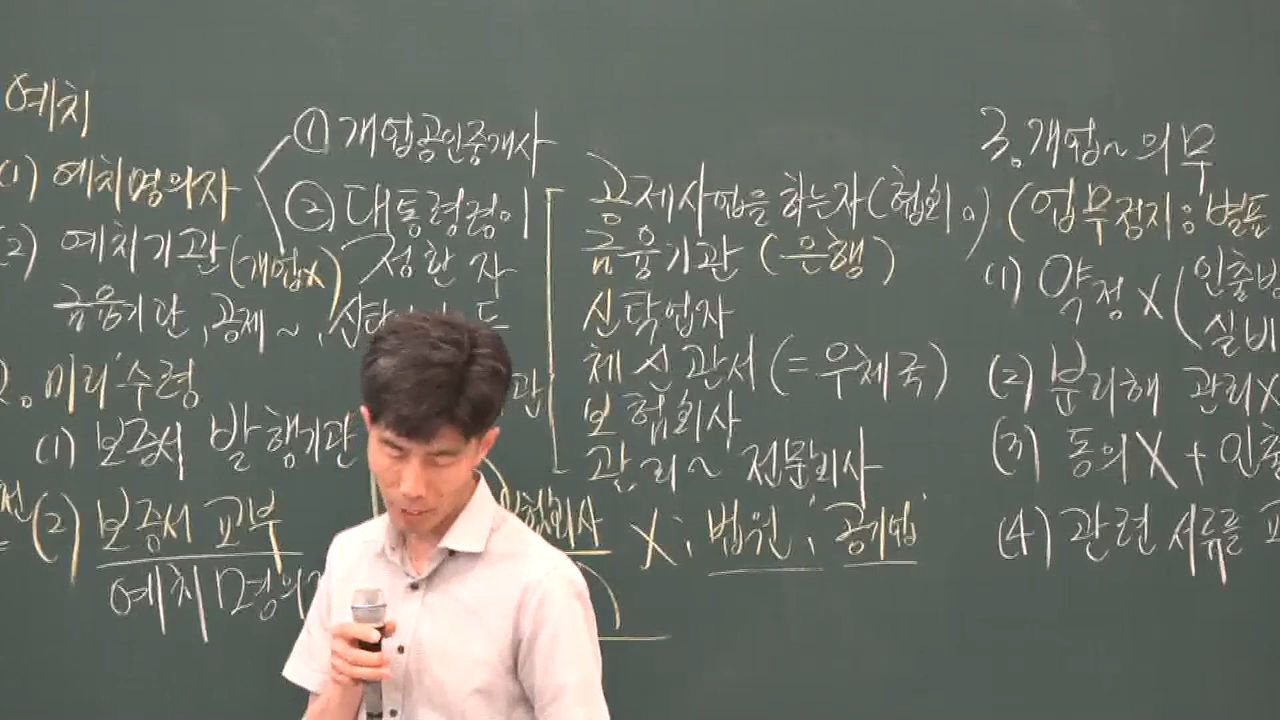 예치
(1) 예치명의자
① 개업공인중개사
② 대통령령이
정한 자
(2) 예치기관 (개업X)
금융기관, 공제~, 신탁
2. 미리 수령
(1) 보증서 발행기관
(2) 보증서 교부
예치명의
공제사업을 하는 자 (협회 o)
금융기관 (은행)
신탁업자
체신관서 (= 우체국)
보험회사
관리~ 전문회사
회사
X ; 법원, '공기업'
3. 개업~ 의무
(업무정지 : 별표
(1) 약정 X (인출
실비
(2) 분리해 관리X
(3) 동의X + 인출
(4) 관련 서류를